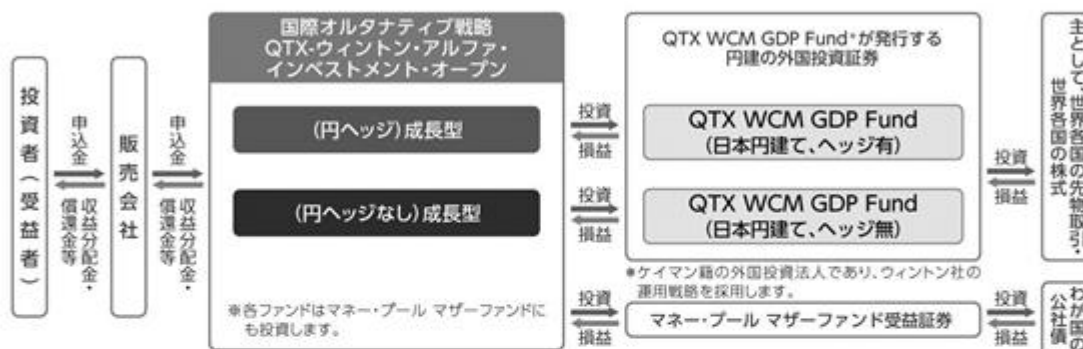 投資者（受益者）
申込金
収益分配金・
償還金等
販売会社
申込金
収益分配金・
償還金等
国際オルタナティブ戦略
QTX-ウィントン・アルファ・
インベストメント・オープン
（円ヘッジ）成長型
（円ヘッジなし）成長型
※各ファンドはマネー・プール マザーファンドに
も投資します。
投資
損益
投資
損益
投資
損益
QTX WCM GDP Fund*が発行する
円建の外国投資証券
QTX WCM GDP Fund
（日本円建て、ヘッジ有）
QTX WCM GDP Fund
（日本円建て、ヘッジ無）
*ケイマン籍の外国投資法人であり、ウィントン社の
運用戦略を採用します。
マネー・プール マザーファンド受益証券
投資
損益
投資
損益
主として、世界各国の先物取引・
世界各国の株式
わが国の
公社債